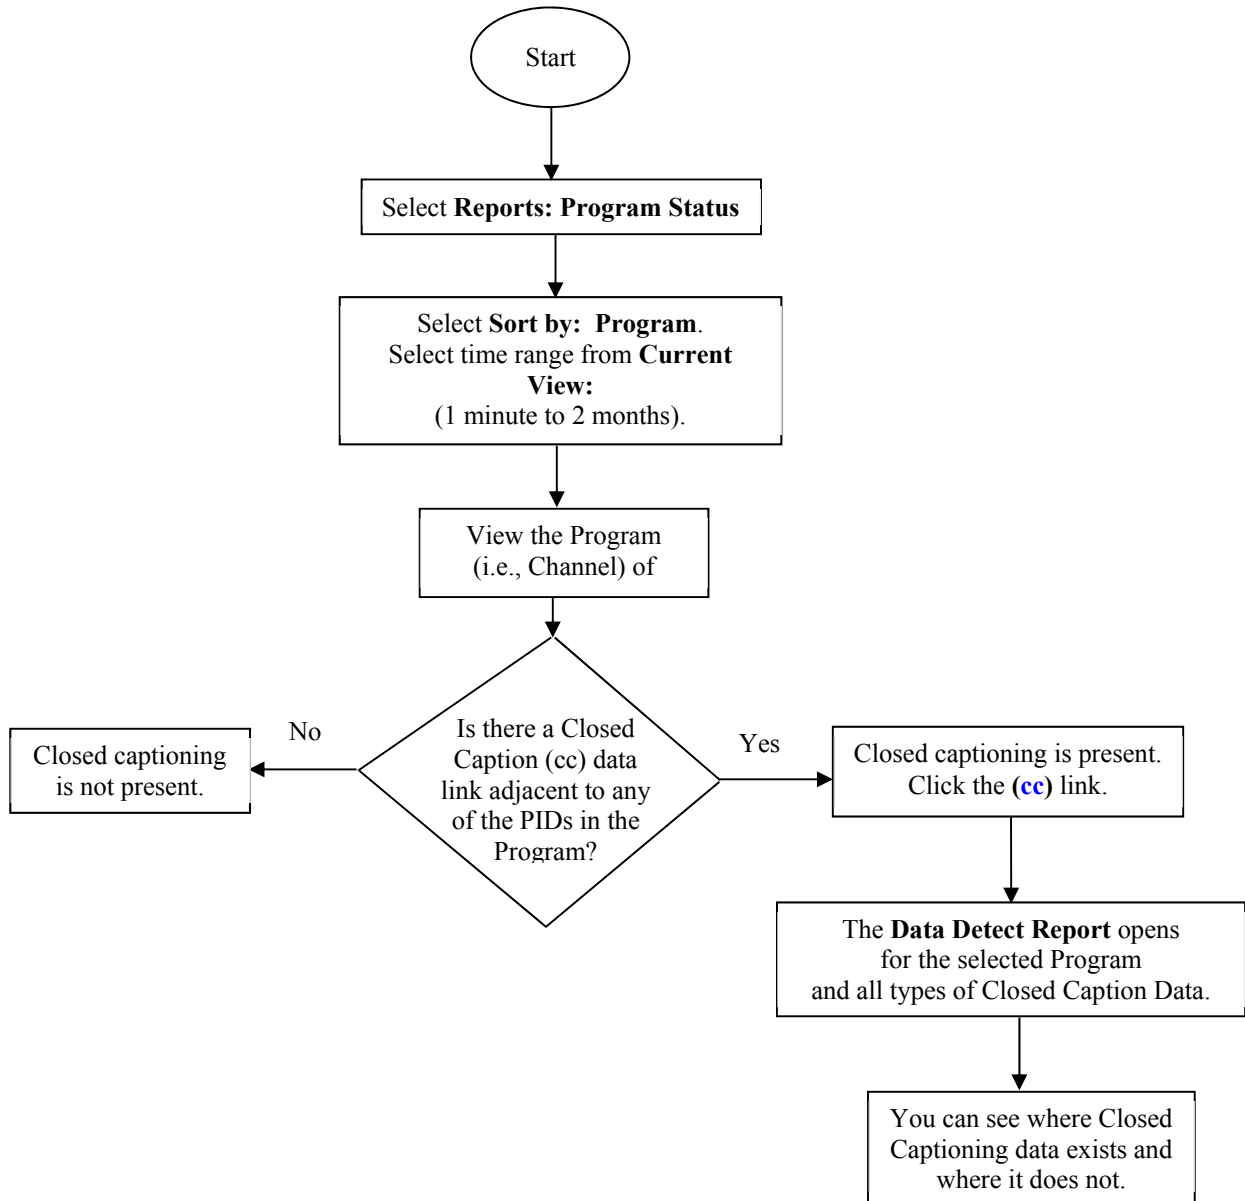 Start
Select Reports: Program Status
Select Sort by: Program.
Select time range from Current
View:
(1 minute to 2 months).
View the Program
(i.e., Channel) of
Is there a Closed
Caption (cc) data
link adjacent to any
of the PIDs in the
Program?
No
Closed captioning
is not present.
Yes
Closed captioning is present.
Click the (cc) link.
The Data Detect Report opens
for the selected Program
and all types of Closed Caption Data.
You can see where Closed
Captioning data exists and
where it does not.